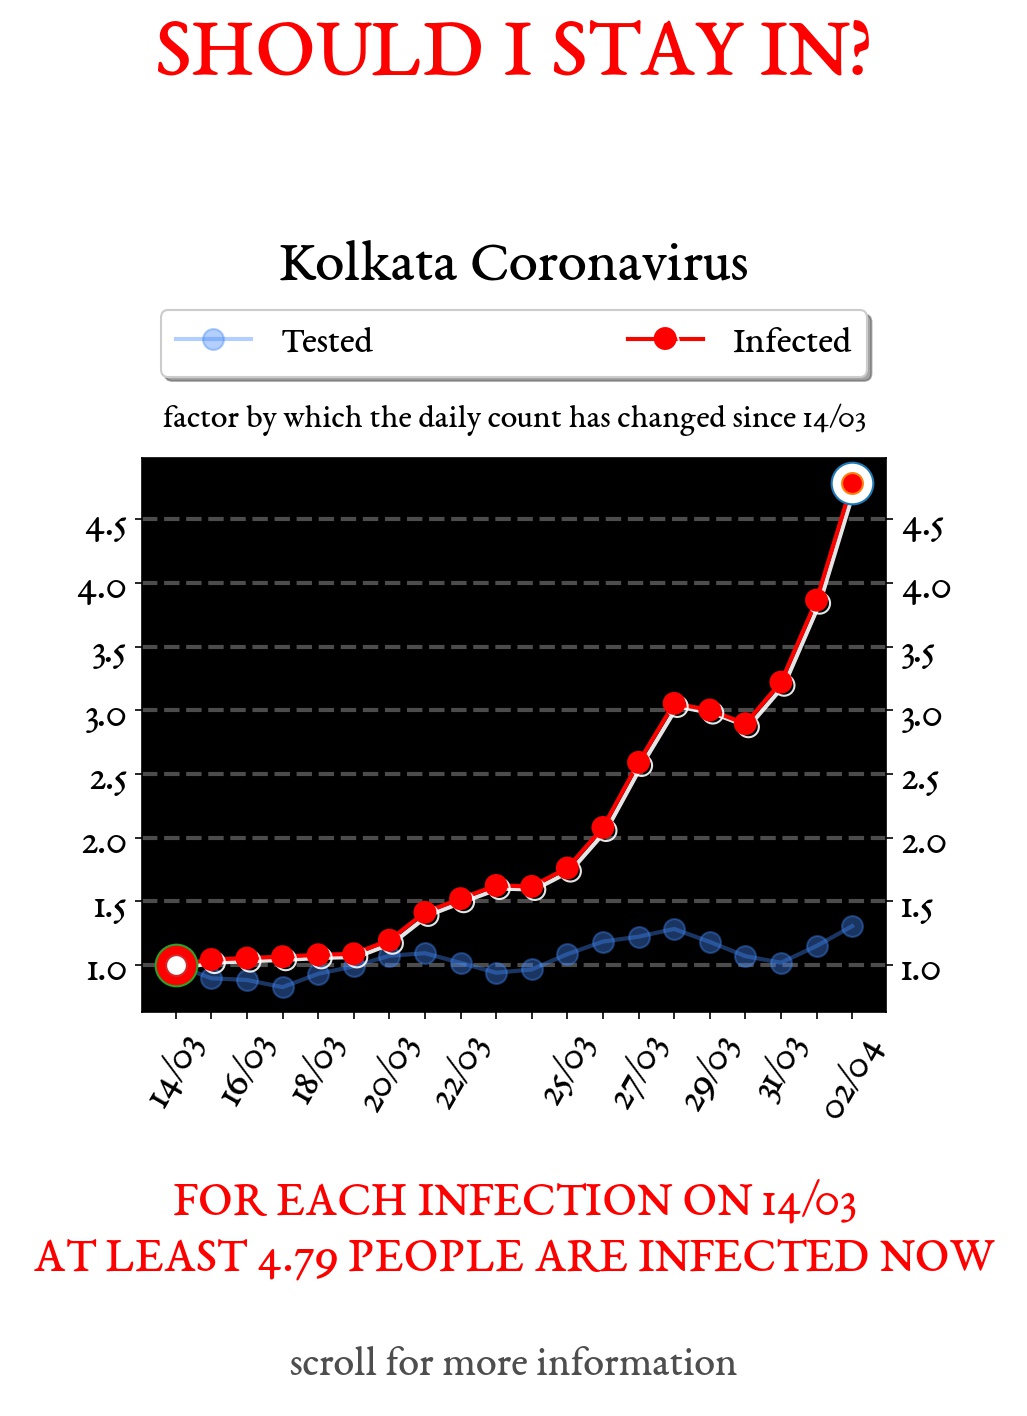 SHOULD I STAY IN?
Kolkata Coronavirus
Tested Infected
factor by which the daily count has changed since 14/03
4.5 4.5
4.0 4.0
3.5 3.5
3.0 3.0
2.5 2.5
2.0 2.0
1.5 1.5
1.0 1.0
14/03 16/03 18/03 20/03 22/03 25/03 27/03 29/03 31/03 02/04
FOR EACH INFECTION ON 14/03
AT LEAST 4.79 PEOPLE ARE INFECTED NOW
scroll for more information